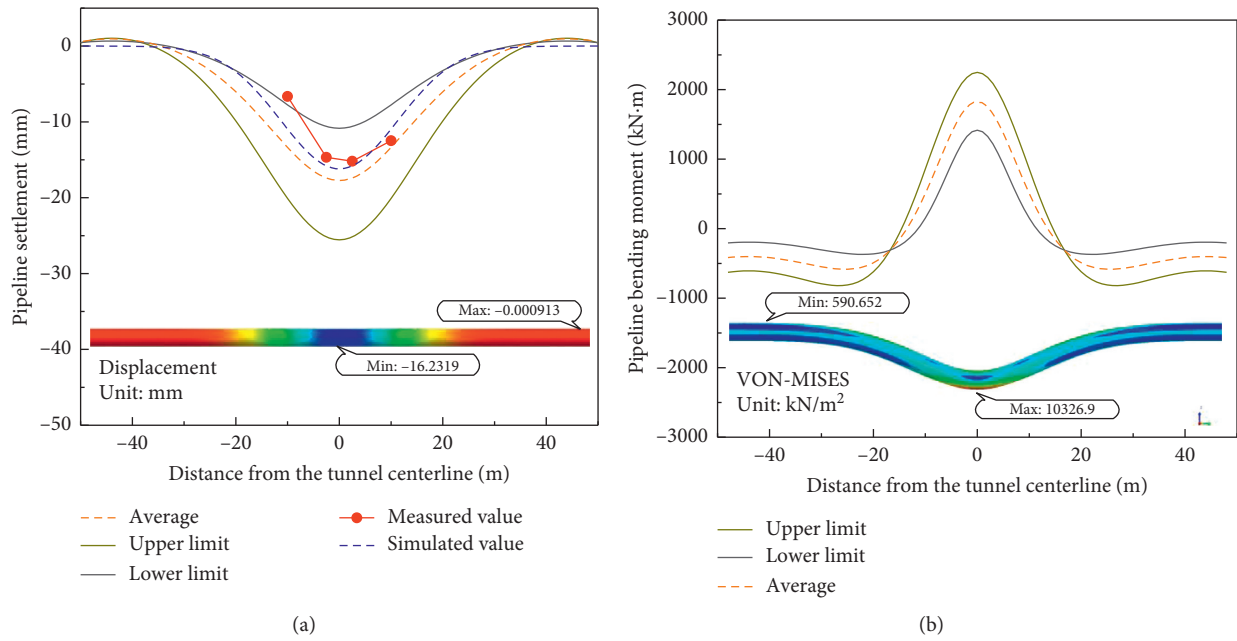 0
−10
−20
−30
−40
−50
Pipeline settlement (mm)
Max: −0.000913
Min: −16.2319
Displacement
Unit: mm
−40 −20 0 20 40
Distance from the tunnel centerline (m)
Average
Upper limit
Lower limit
Measured value
Simulated value
(a)
3000
2000
1000
0
−1000
−2000
−3000
Pipeline bending moment (kN·m)
Min: 590.652
VON-MISES
Unit: kN/m²
Max: 10326.9
−40 −20 0 20 40
Distance from the tunnel centerline (m)
Upper limit
Lower limit
Average
(b)